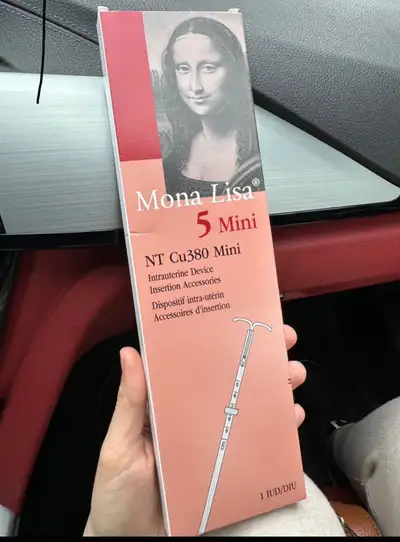 Mona Lisa®
5 Mini
NT Cu380 Mini
Intrauterine Device
Insertion Accessories
Dispositif intra-utérin
Accessoires d'insertion
1 IUD/DIU